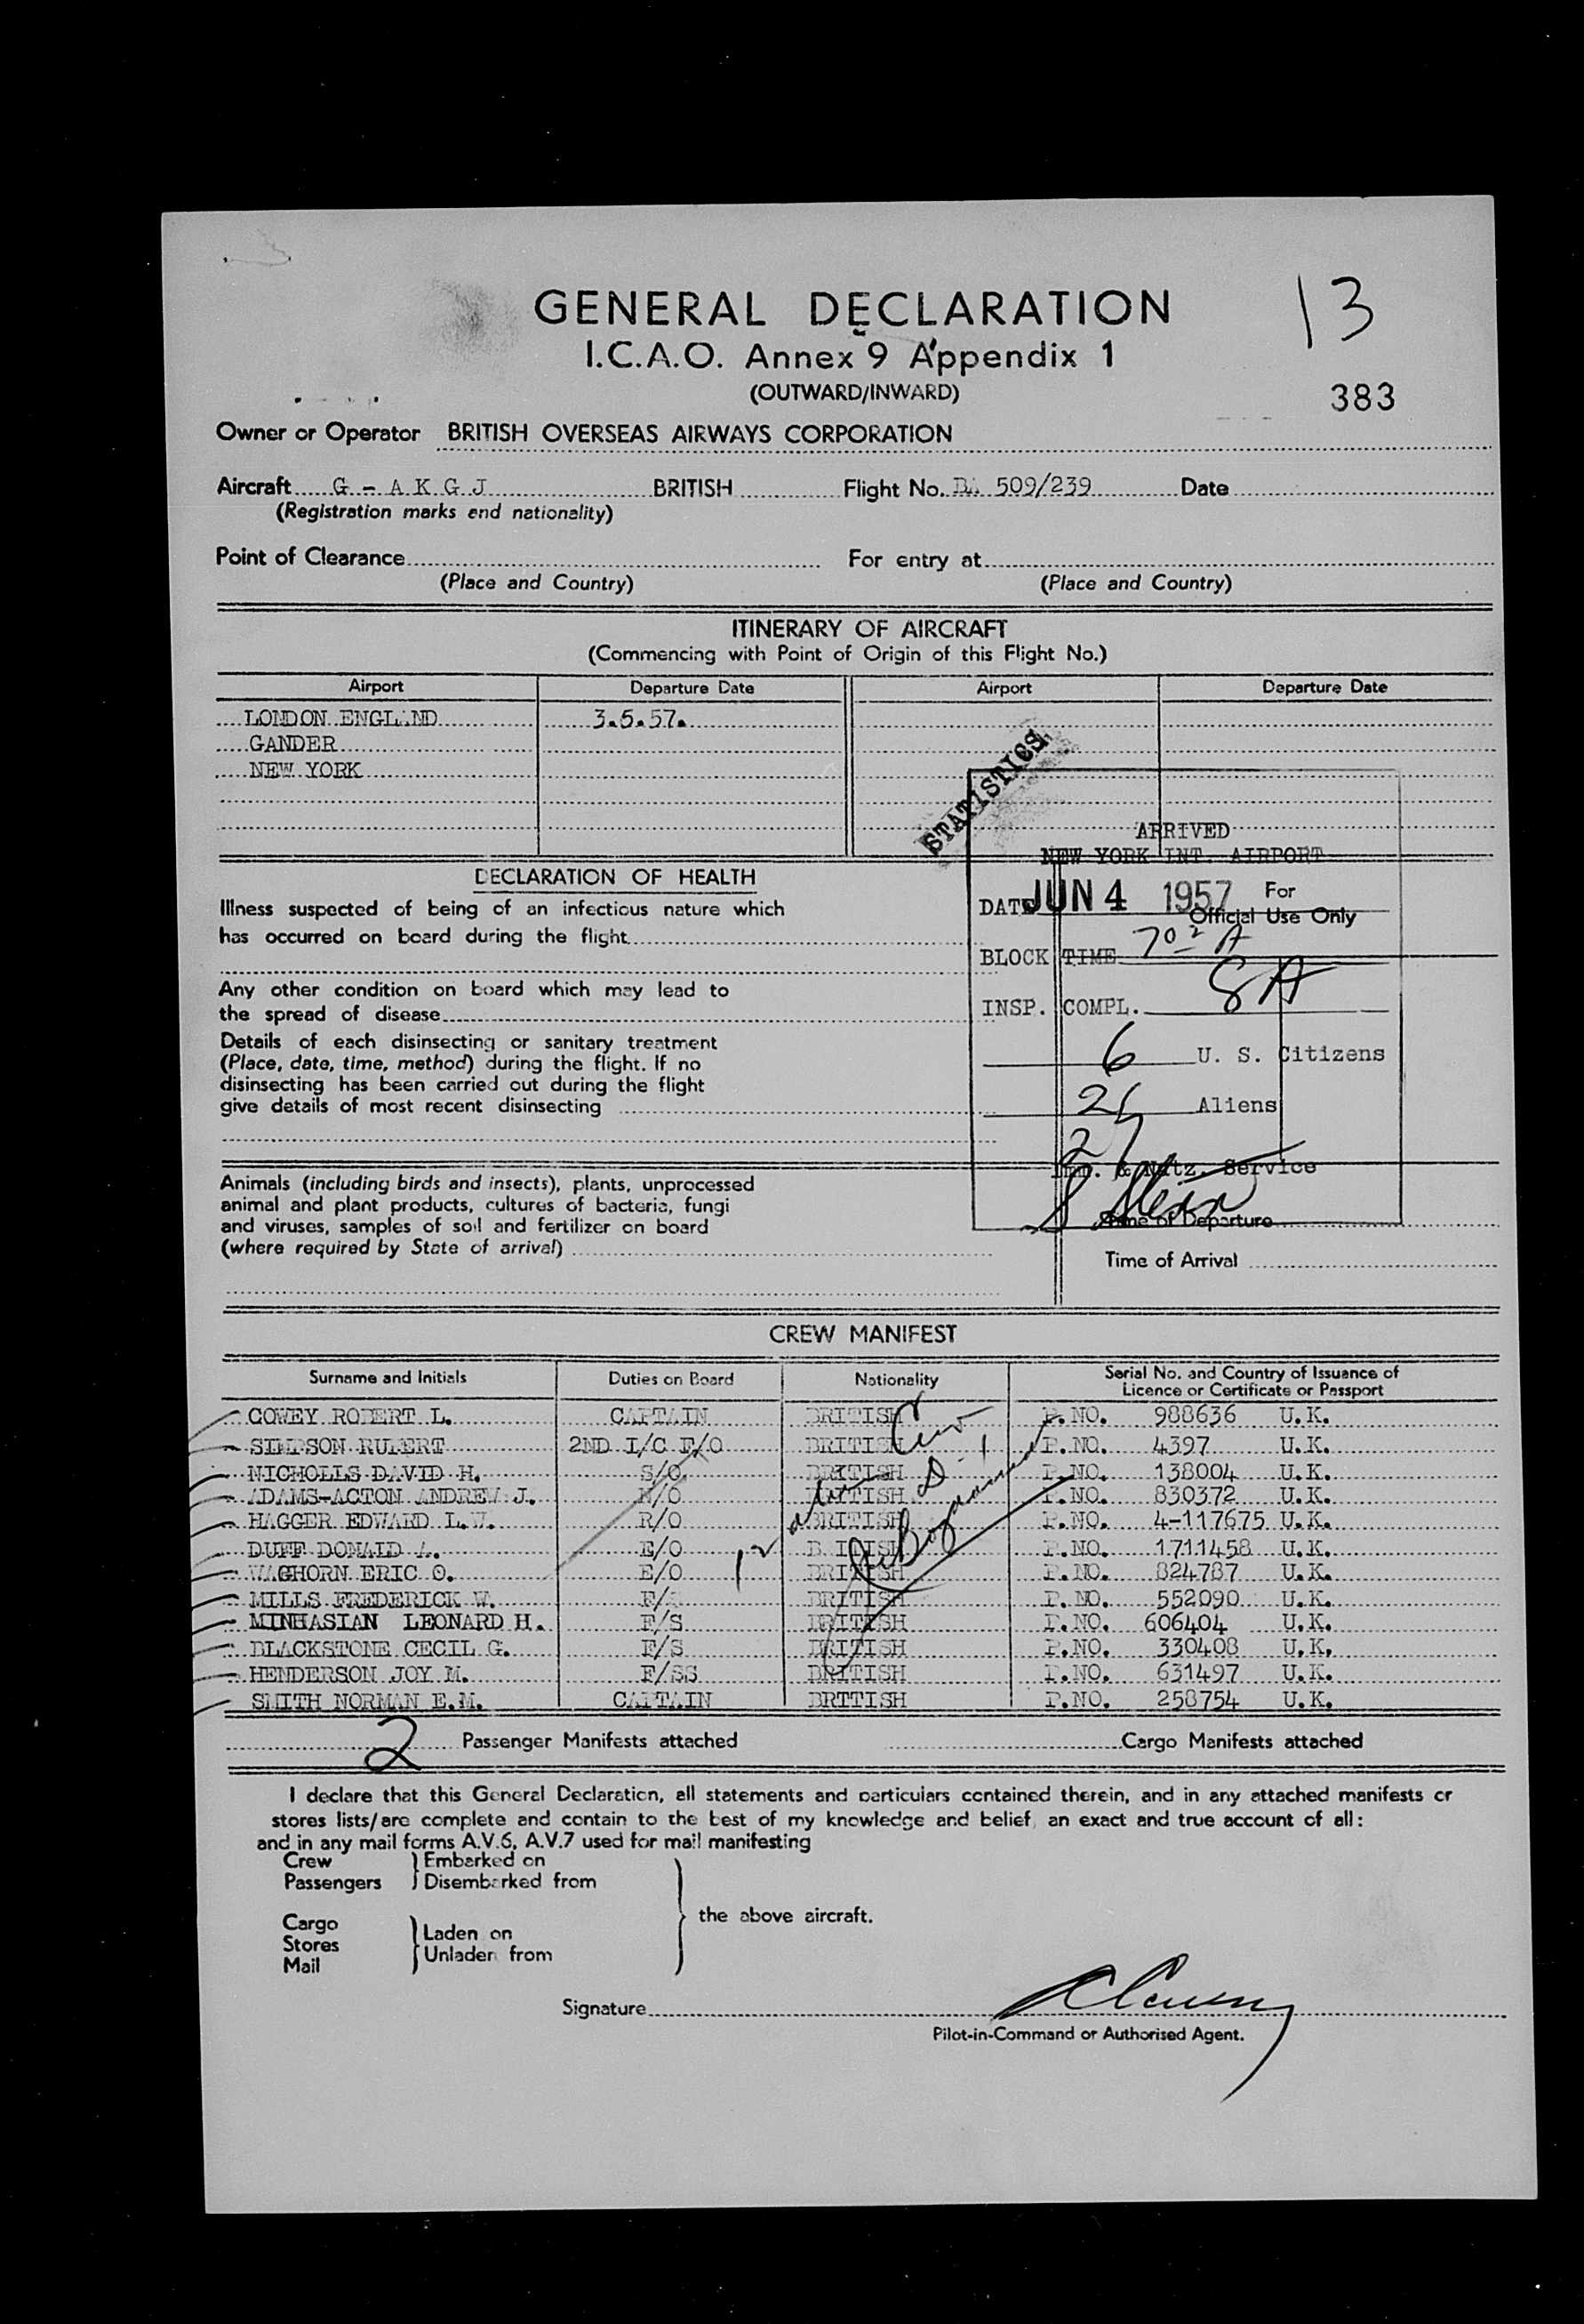 GENERAL DECLARATION
13
I.C.A.O. Annex 9 Appendix 1
(OUTWARD/INWARD)
383
Owner or Operator BRITISH OVERSEAS AIRWAYS CORPORATION
Aircraft G - A K G J BRITISH Flight No. BA 509/239 Date
(Registration marks and nationality)
Point of Clearance For entry at
(Place and Country) (Place and Country)
ITINERARY OF AIRCRAFT
(Commencing with Point of Origin of this Flight No.)
Airport Departure Date Airport Departure Date
LONDON ENGLAND 3.5.57.
GANDER
NEW YORK
STATISTICS
ARRIVED
NEW YORK INT. AIRPORT
DATE JUN 4 1957
For
Official Use Only
BLOCK TIME 702 A
INSP. COMPL. 8A
6 U. S. Citizens
21 Aliens
27
Imm. & Natz. Service
Time of Departure
Time of Arrival
DECLARATION OF HEALTH
Illness suspected of being of an infectious nature which
has occurred on board during the flight
Any other condition on board which may lead to
the spread of disease
Details of each disinsecting or sanitary treatment
(Place, date, time, method) during the flight. If no
disinsecting has been carried out during the flight
give details of most recent disinsecting
Animals (including birds and insects), plants, unprocessed
animal and plant products, cultures of bacteria, fungi
and viruses, samples of soil and fertilizer on board
(where required by State of arrival)
CREW MANIFEST
Surname and Initials Duties on Board Nationality Serial No. and Country of Issuance of
Licence or Certificate or Passport
COWEY ROBERT L. CAPTAIN BRITISH P.NO. 988636 U.K.
SIMPSON RUPERT 2ND I/C F/O BRITISH P.NO. 4397 U.K.
NICHOLLS DAVID H. S/O. BRITISH P.NO. 138004 U.K.
ADAMS-ACTON ANDREW J. N/O BRITISH P.NO. 830372 U.K.
HAGGER EDWARD L.W. R/O BRITISH P.NO. 4-117675 U.K.
DUFF DONALD A. E/O BRITISH P.NO. 1711458 U.K.
WAGHORN ERIC O. E/O BRITISH P.NO. 824787 U.K.
MILLS FREDERICK W. F/S BRITISH P.NO. 552090 U.K.
MINHASIAN LEONARD H. F/S BRITISH P.NO. 606404 U.K.
BLACKSTONE CECIL G. F/S BRITISH P.NO. 330408 U.K.
HENDERSON JOY M. F/SS BRITISH P.NO. 631497 U.K.
SMITH NORMAN E.M. CAPTAIN BRTTISH P.NO. 258754 U.K.
12
2 Passenger Manifests attached Cargo Manifests attached
I declare that this General Declaration, all statements and particulars contained therein, and in any attached manifests or
stores lists/are complete and contain to the best of my knowledge and belief, an exact and true account of all:
and in any mail forms A.V.6, A.V.7 used for mail manifesting
Crew Embarked on
Passengers Disembarked from
the above aircraft.
Cargo
Stores Laden on
Mail Unladen from
Signature
Pilot-in-Command or Authorised Agent.